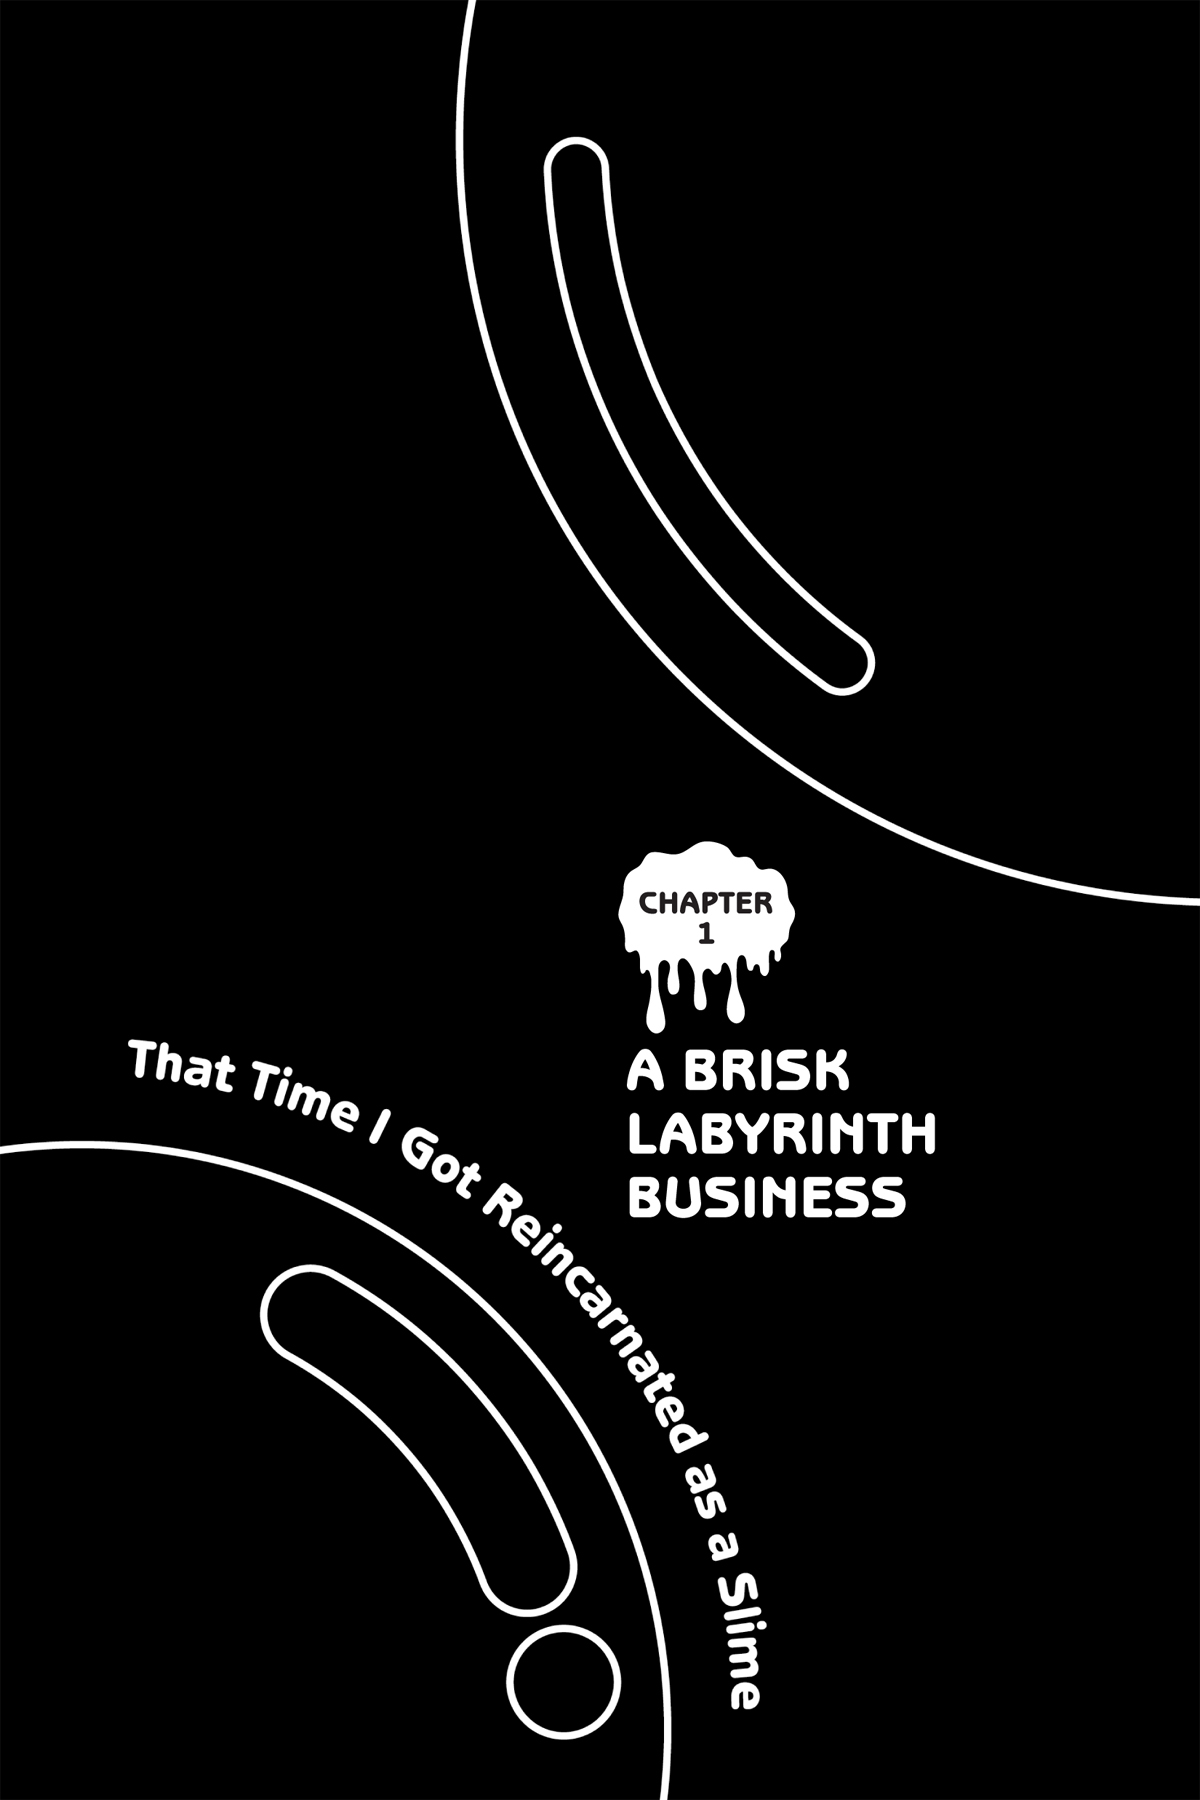 CHAPTER
1
A BRISK
LABYRINTH
BUSINESS
That Time I Got Reincarnated as a Slime